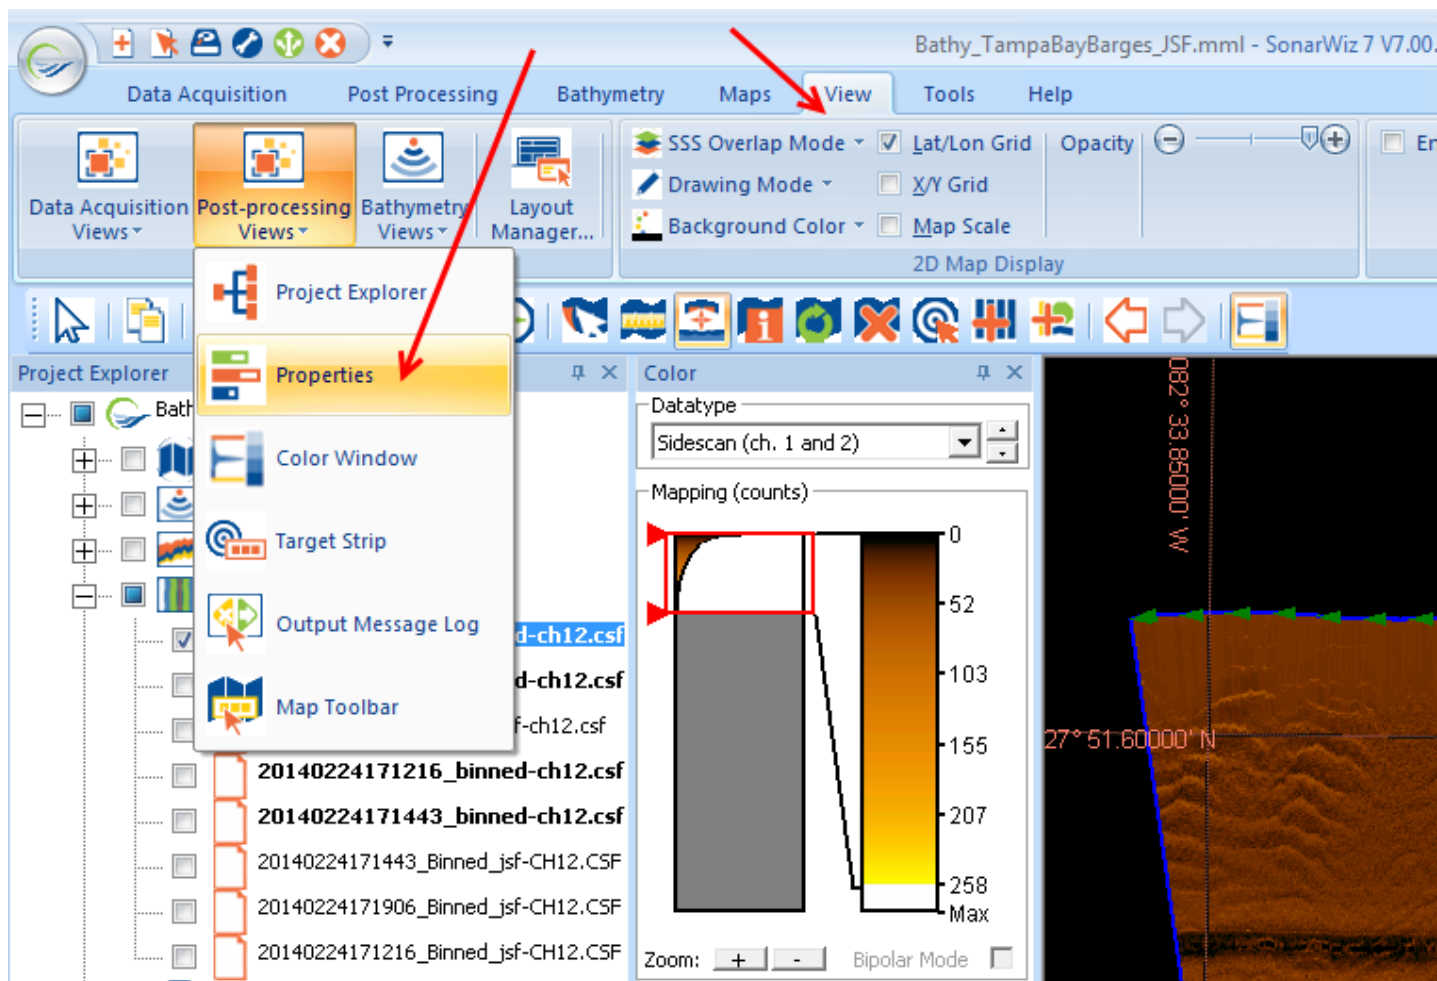 Bathy_TampaBayBarges_JSF.mml - SonarWiz 7 V7.00.
Data Acquisition Post Processing Bathymetry Maps View Tools Help
Data Acquisition Views
Post-processing Views
Bathymetry Views
Layout Manager...
SSS Overlap Mode
Drawing Mode
Background Color
Lat/Lon Grid
X/Y Grid
Map Scale
Opacity
2D Map Display
Project Explorer
Properties
Color Window
Target Strip
Output Message Log
Map Toolbar
Project Explorer
Bath
d-ch12.csf
d-ch12.csf
f-ch12.csf
20140224171216_binned-ch12.csf
20140224171443_binned-ch12.csf
20140224171443_Binned_jsf-CH12.CSF
20140224171906_Binned_jsf-CH12.CSF
20140224171216_Binned_jsf-CH12.CSF
Color
Datatype
Sidescan (ch. 1 and 2)
Mapping (counts)
0
52
103
155
207
258
Max
Zoom: + - Bipolar Mode
082° 33.85000' W
27° 51.60000' N